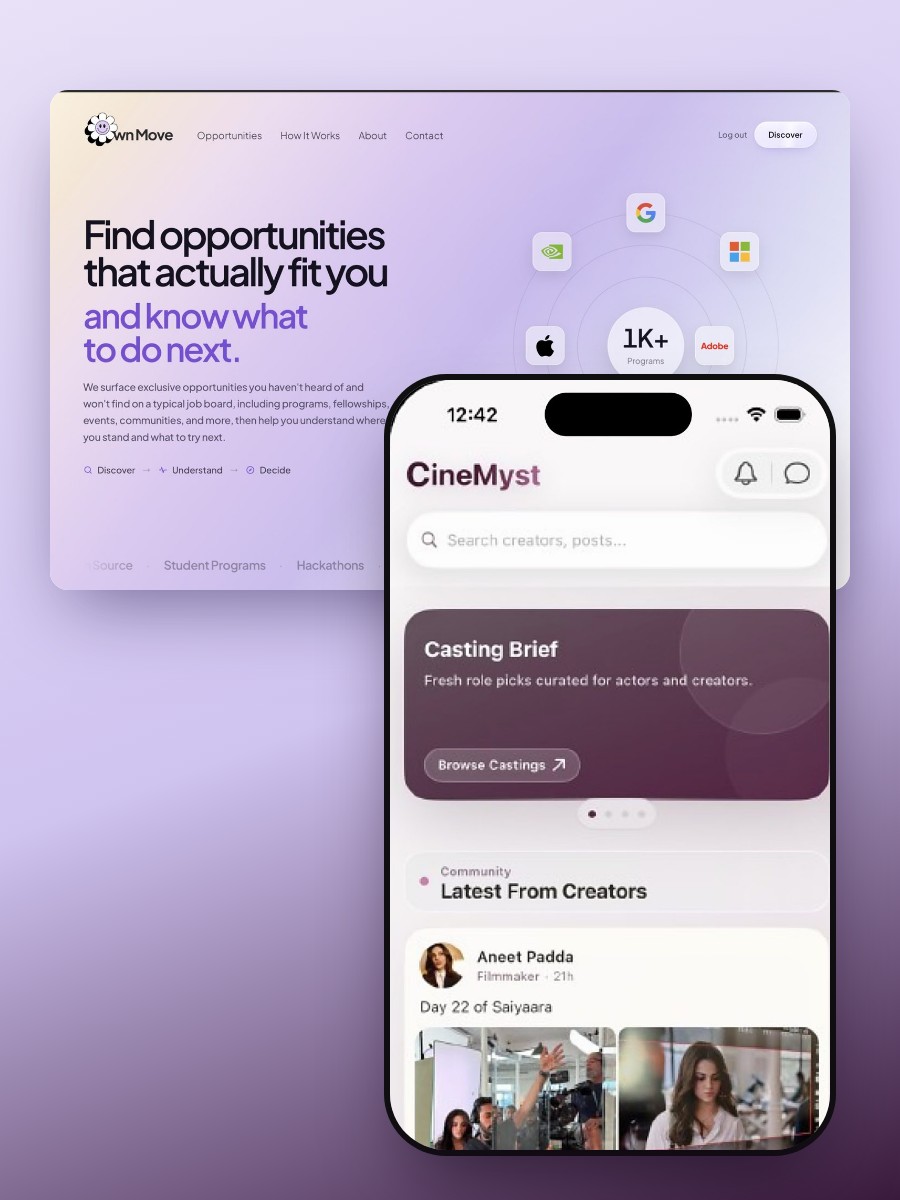 wn Move
Opportunities
How It Works
About
Contact
Log out
Discover
Find opportunities
that actually fit you
and know what
to do next.
We surface exclusive opportunities you haven't heard of and
won't find on a typical job board, including programs, fellowships,
events, communities, and more, then help you understand where
you stand and what to try next.
Discover → Understand → Decide
Source · Student Programs · Hackathons
1K+
Programs
Adobe
12:42
CineMyst
Search creators, posts...
Casting Brief
Fresh role picks curated for actors and creators.
Browse Castings
Community
Latest From Creators
Aneet Padda
Filmmaker · 21h
Day 22 of Saiyaara